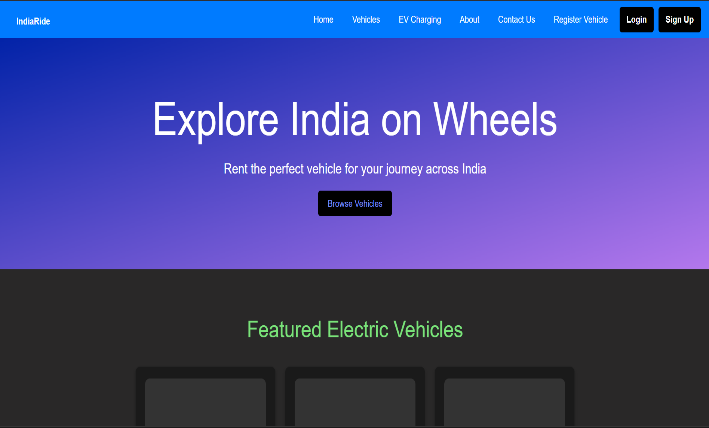 IndiaRide
Home Vehicles EV Charging About Contact Us Register Vehicle Login Sign Up
Explore India on Wheels
Rent the perfect vehicle for your journey across India
Browse Vehicles
Featured Electric Vehicles